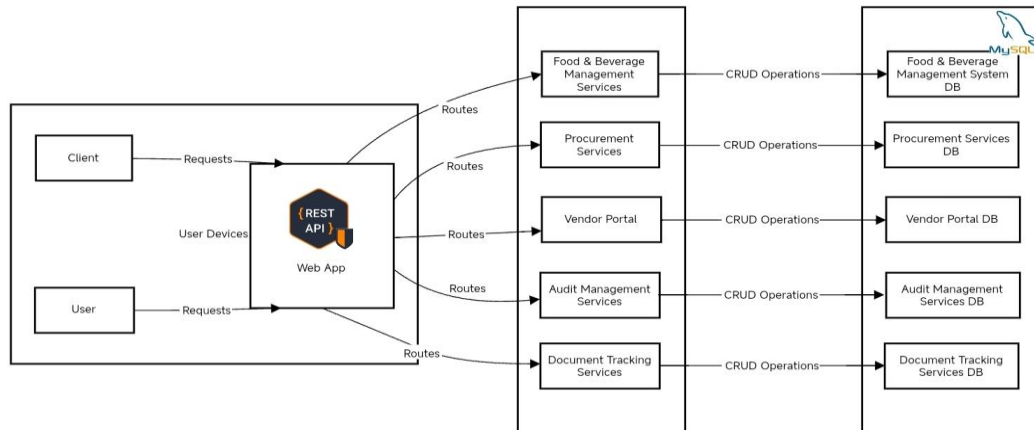 MySQL
Food & Beverage
Management
Services
CRUD Operations
Food & Beverage
Management System
DB
Routes
Client
Requests
Procurement
Services
CRUD Operations
Procurement Services
DB
Routes
{REST
API}
User Devices
Web App
Routes
Vendor Portal
CRUD Operations
Vendor Portal DB
Routes
Audit Management
Services
CRUD Operations
Audit Management
Services DB
User
Requests
Routes
Document Tracking
Services
CRUD Operations
Document Tracking
Services DB